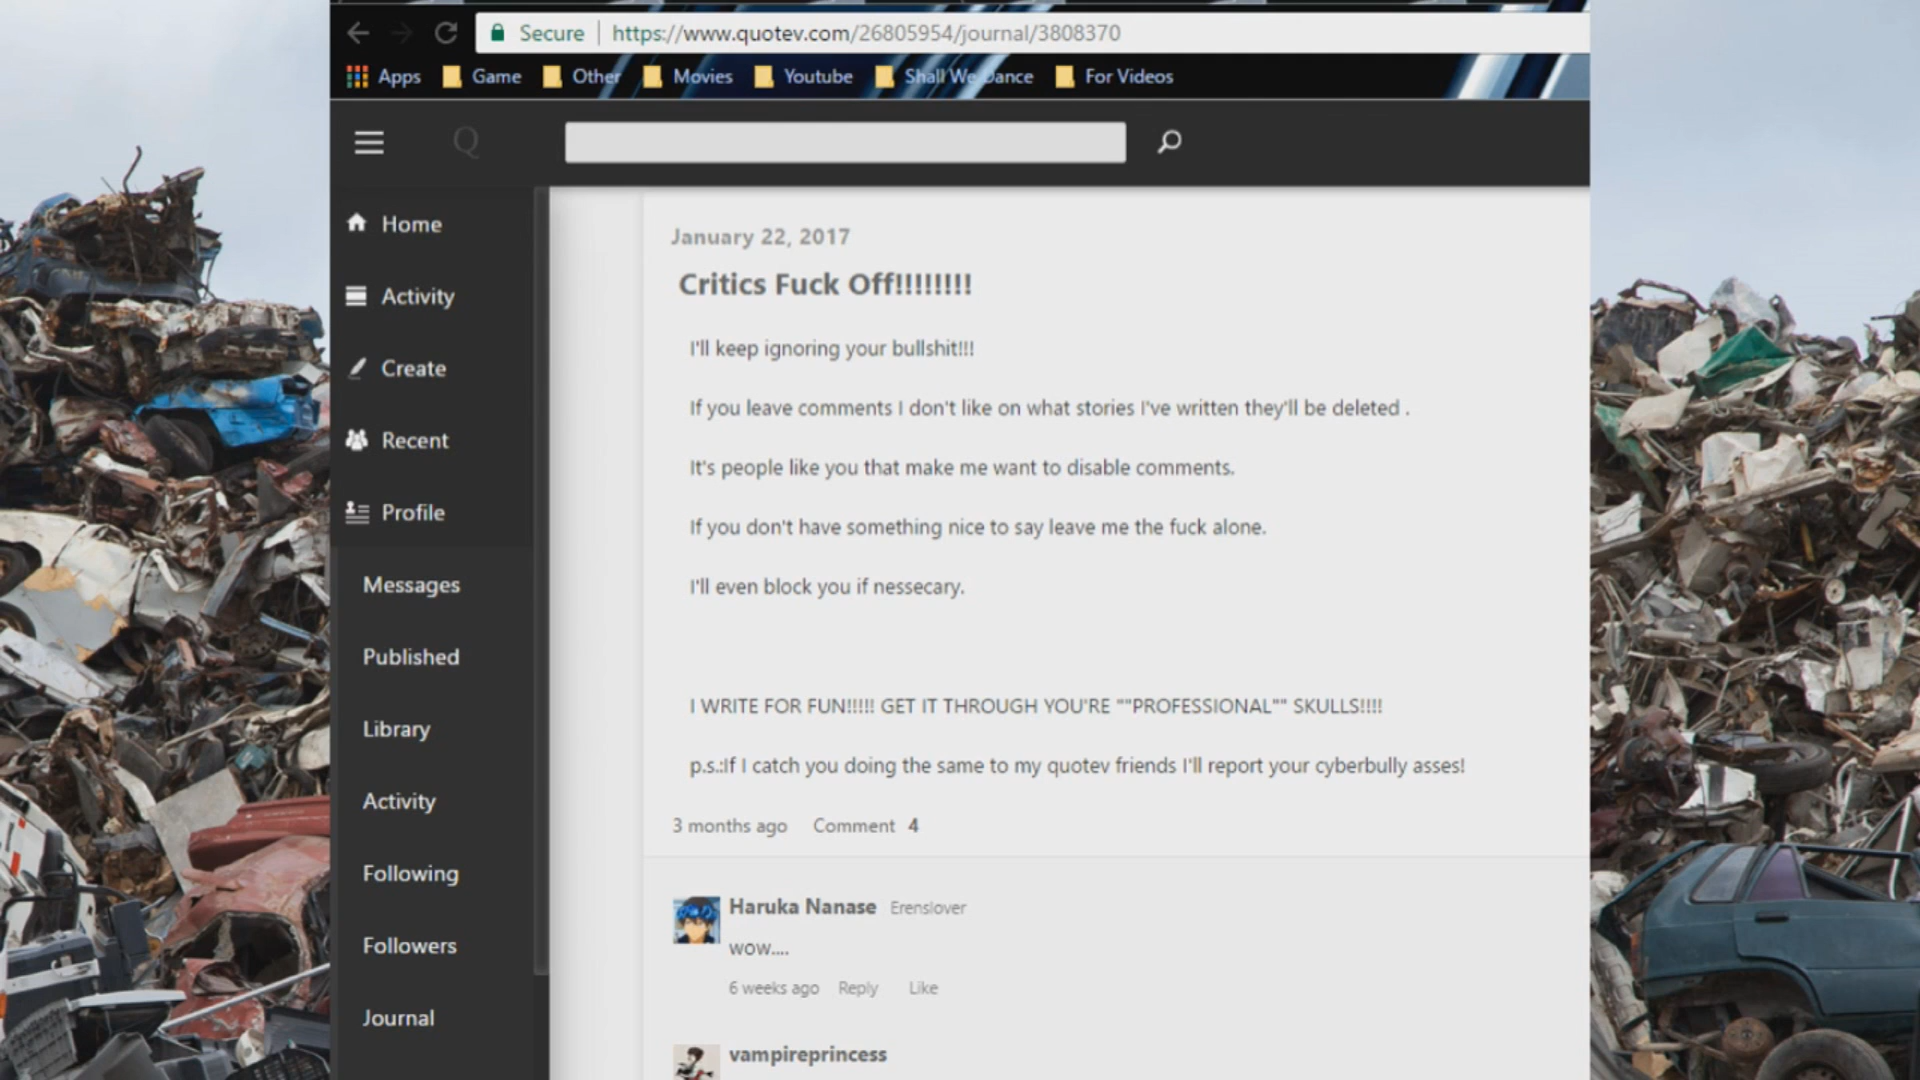 Secure | https://www.quotev.com/26805954/journal/3808370
Apps Game Other Movies Youtube Shall We Dance For Videos
Q
Home
Activity
Create
Recent
Profile
Messages
Published
Library
Activity
Following
Followers
Journal
January 22, 2017
Critics Fuck Off!!!!!!!!
I'll keep ignoring your bullshit!!!
If you leave comments I don't like on what stories I've written they'll be deleted .
It's people like you that make me want to disable comments.
If you don't have something nice to say leave me the fuck alone.
I'll even block you if nessecary.
I WRITE FOR FUN!!!!! GET IT THROUGH YOU'RE ""PROFESSIONAL"" SKULLS!!!!
p.s.:If I catch you doing the same to my quotev friends I'll report your cyberbully asses!
3 months ago Comment 4
Haruka Nanase Erenslover
wow....
6 weeks ago Reply Like
vampireprincess